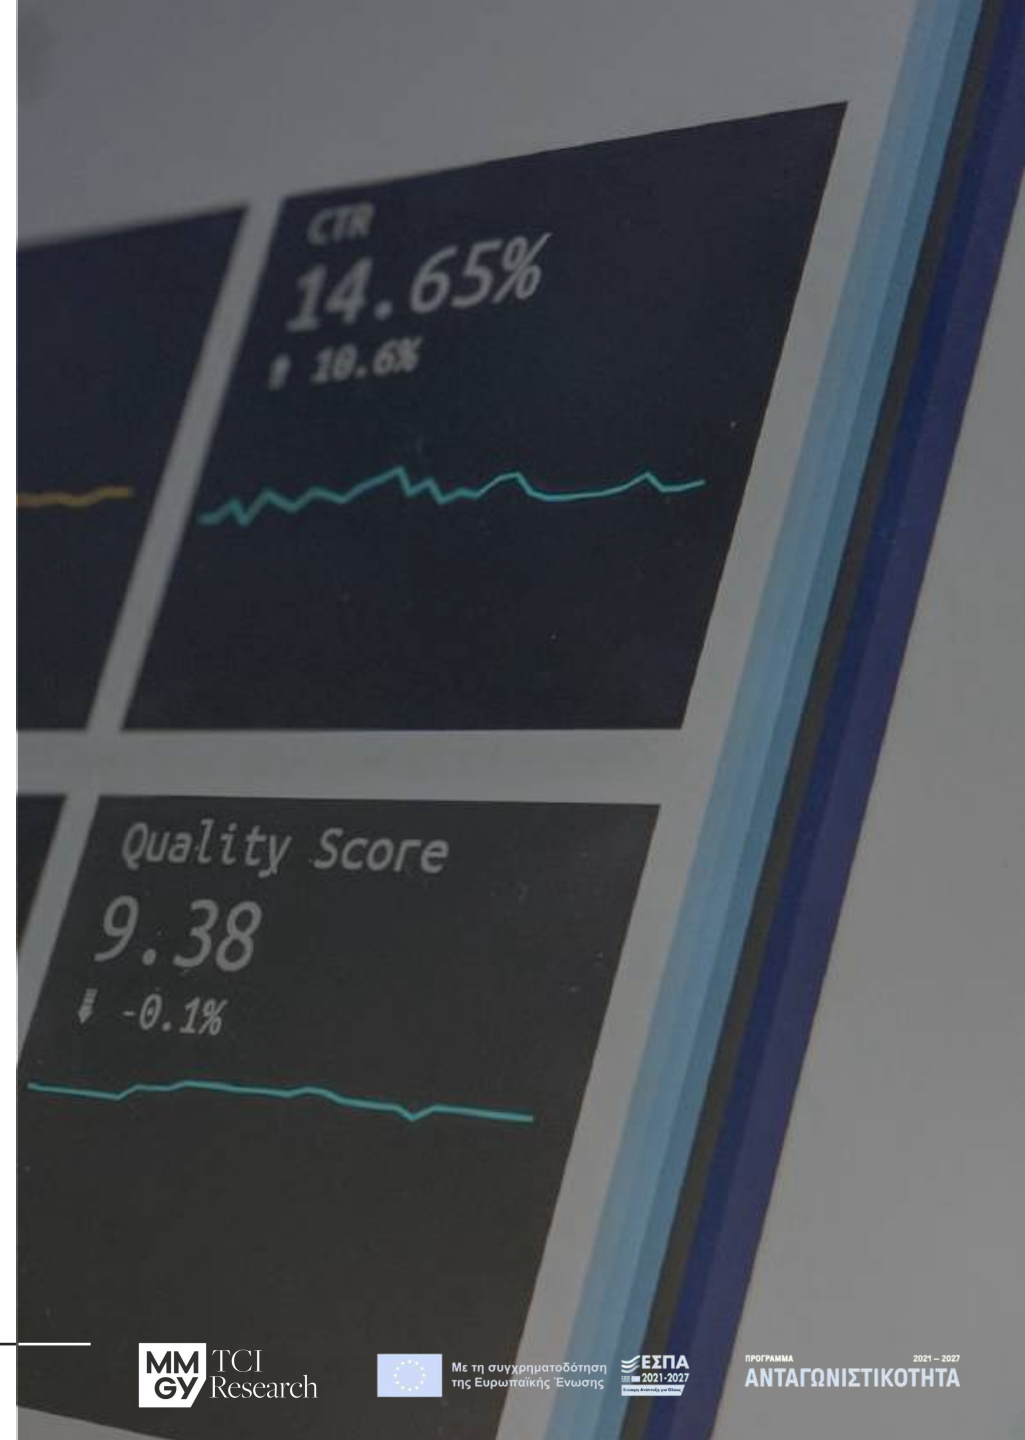 CTR
14.65%
10.6%
Quality Score
9.38
-0.1%
MM
GY
TCI
Research
Με τη συγχρηματοδότηση
της Ευρωπαϊκής Ένωσης
ΕΣΠΑ
2021-2027
ΠΡΟΓΡΑΜΜΑ
2021 – 2027
ΑΝΤΑΓΩΝΙΣΤΙΚΟΤΗΤΑ